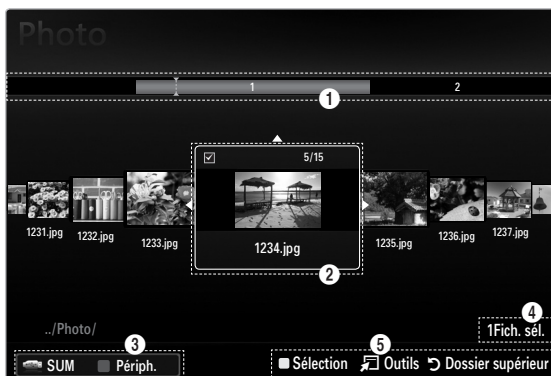 Photo
1 2
1
5/15
1231.jpg 1232.jpg 1233.jpg 1234.jpg 1235.jpg 1236.jpg 1237.jpg
2
../Photo/
4
1Fich. sél.
3 5
SUM Périph. Sélection Outils Dossier supérieur